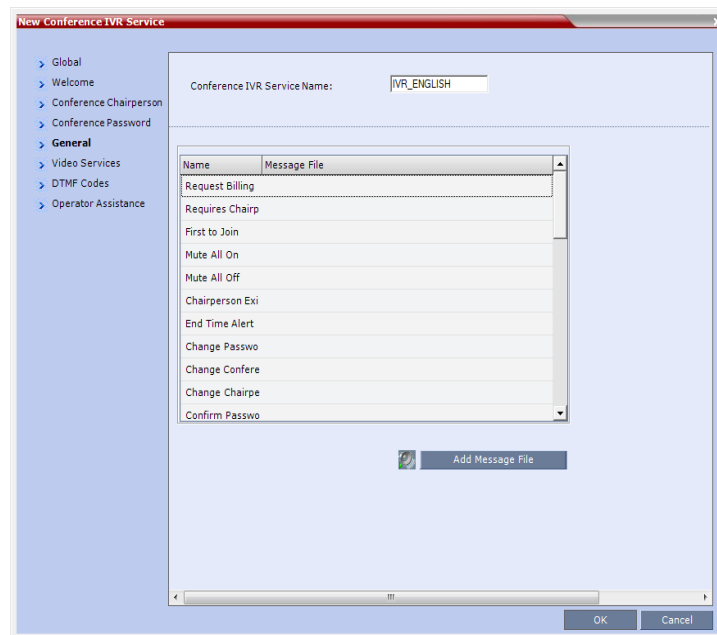 New Conference IVR Service
Global
Welcome
Conference Chairperson
Conference Password
General
Video Services
DTMF Codes
Operator Assistance
Conference IVR Service Name: IVR_ENGLISH
Name Message File
Request Billing
Requires Chairp
First to Join
Mute All On
Mute All Off
Chairperson Exi
End Time Alert
Change Passwo
Change Confere
Change Chairpe
Confirm Passwo
Add Message File
OK Cancel